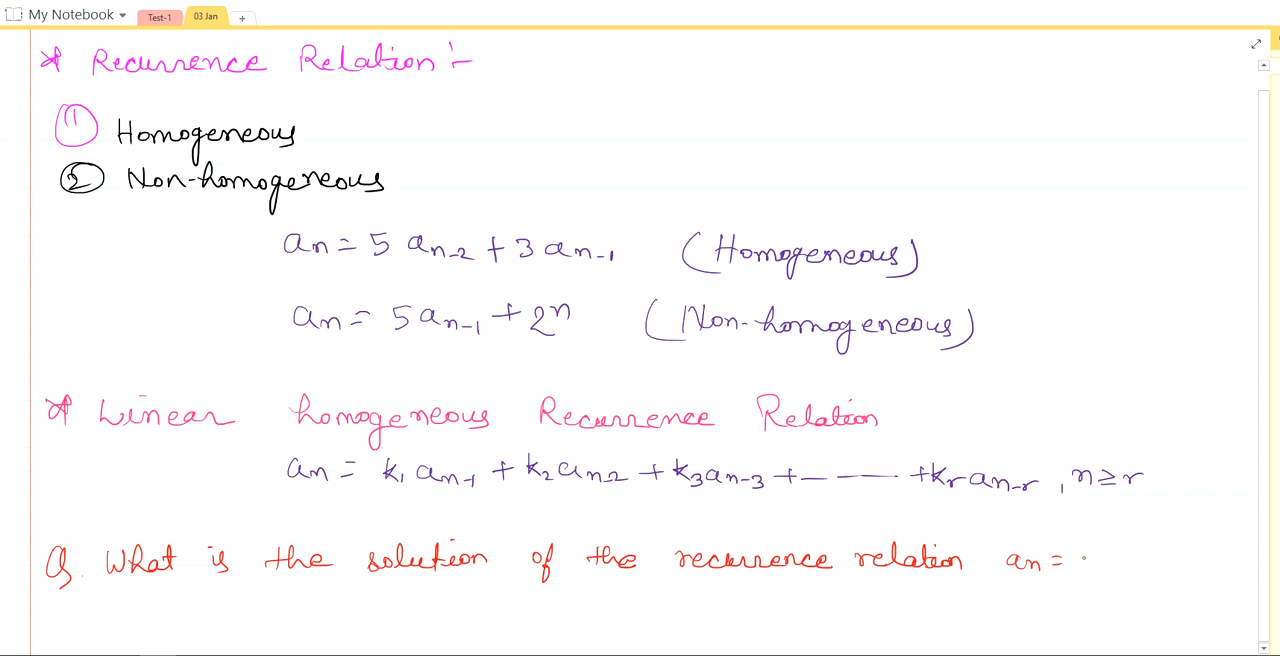 My Notebook Test-1 03 Jan +
* Recurrence Relation :-
① Homogeneous
② Non-homogeneous
an = 5 an-2 + 3 an-1 (Homogeneous)
an = 5 an-1 + 2^n (Non-homogeneous)
* Linear homogeneous Recurrence Relation
an = k1 an-1 + k2 an-2 + k3 an-3 + - —— + kr an-r , n ≥ r
Q. What is the solution of the recurrence relation an =